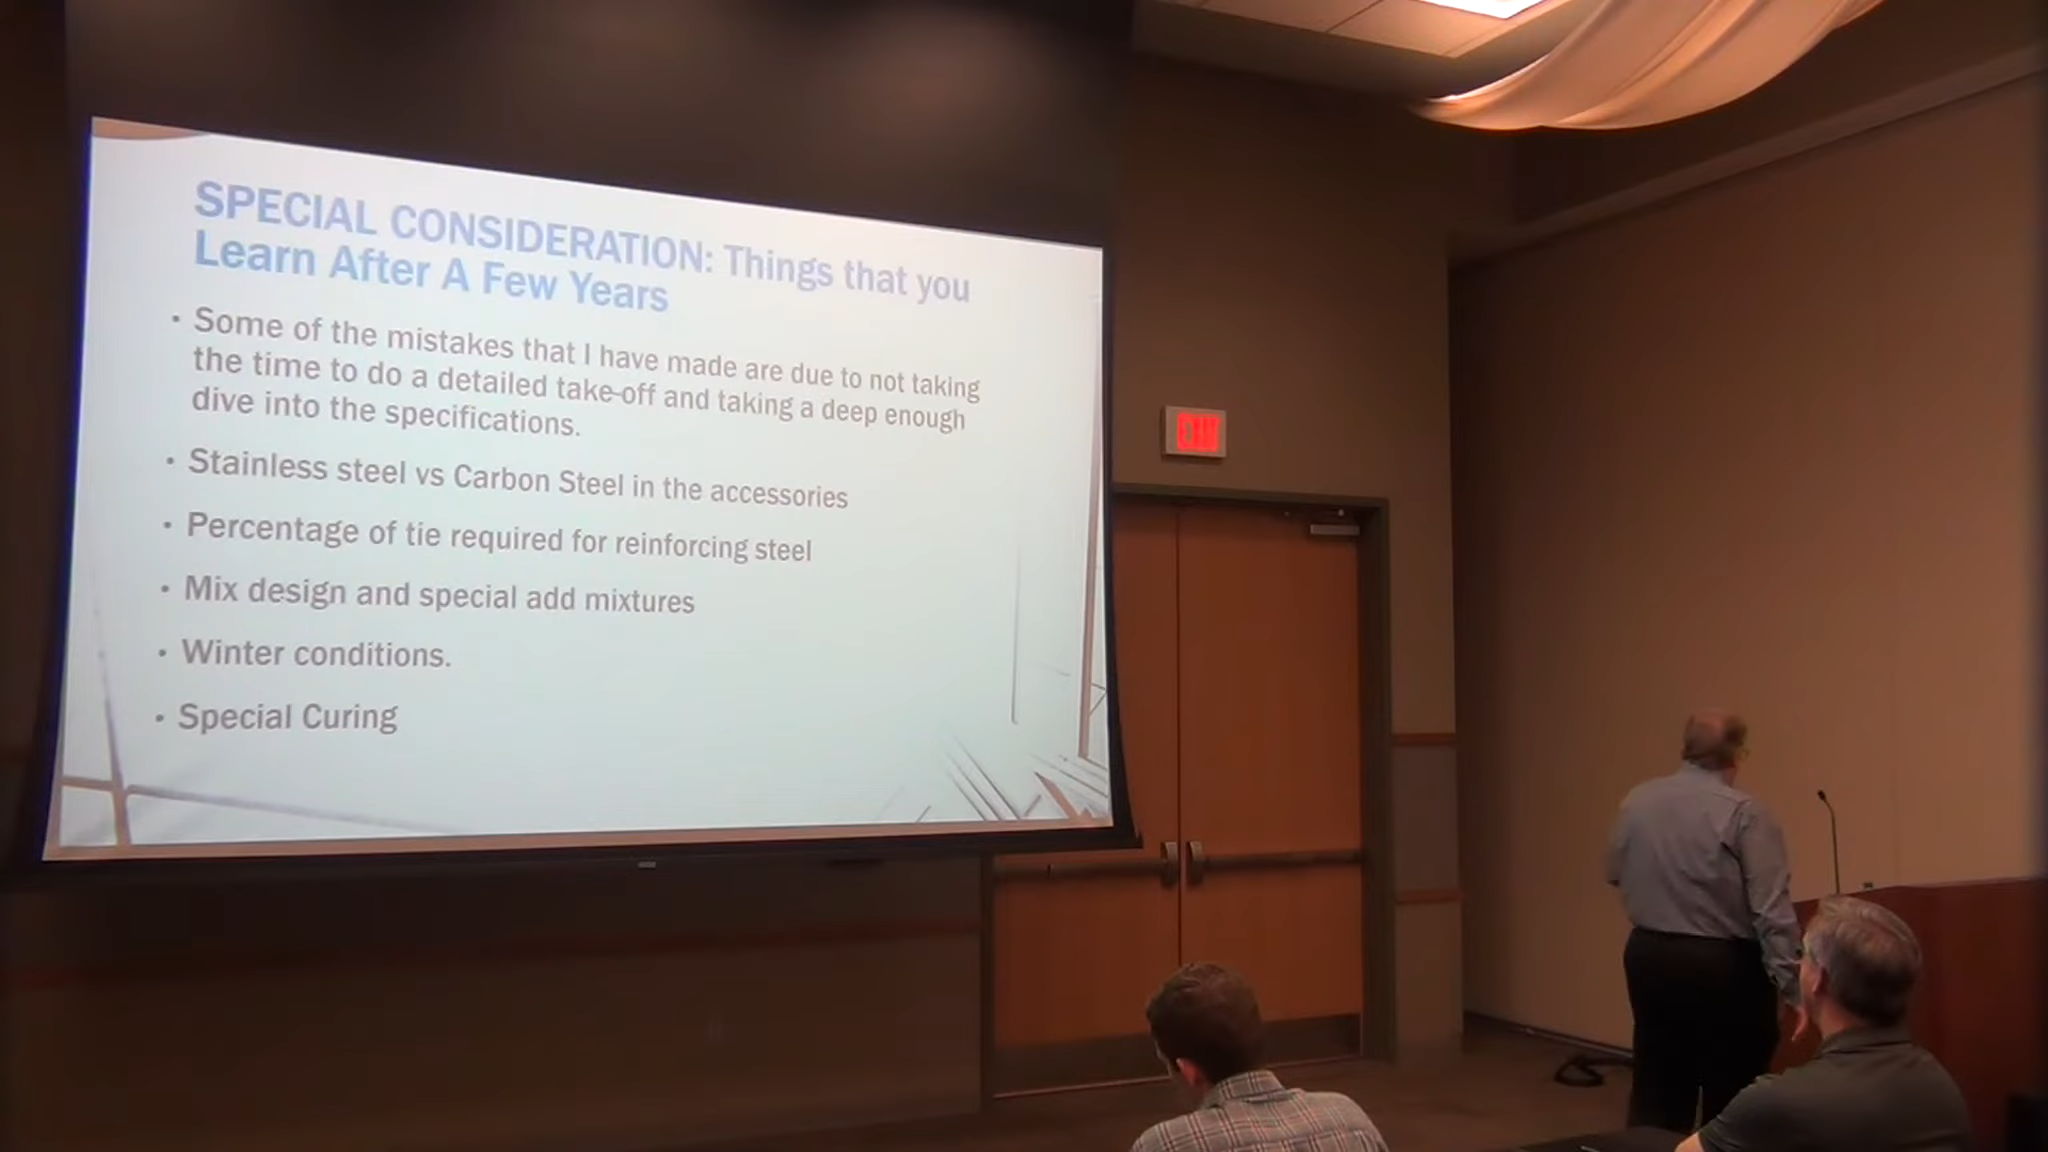 SPECIAL CONSIDERATION: Things that you
Learn After A Few Years
• Some of the mistakes that I have made are due to not taking
the time to do a detailed take-off and taking a deep enough
dive into the specifications.
• Stainless steel vs Carbon Steel in the accessories
• Percentage of tie required for reinforcing steel
• Mix design and special add mixtures
• Winter conditions.
• Special Curing
EXIT